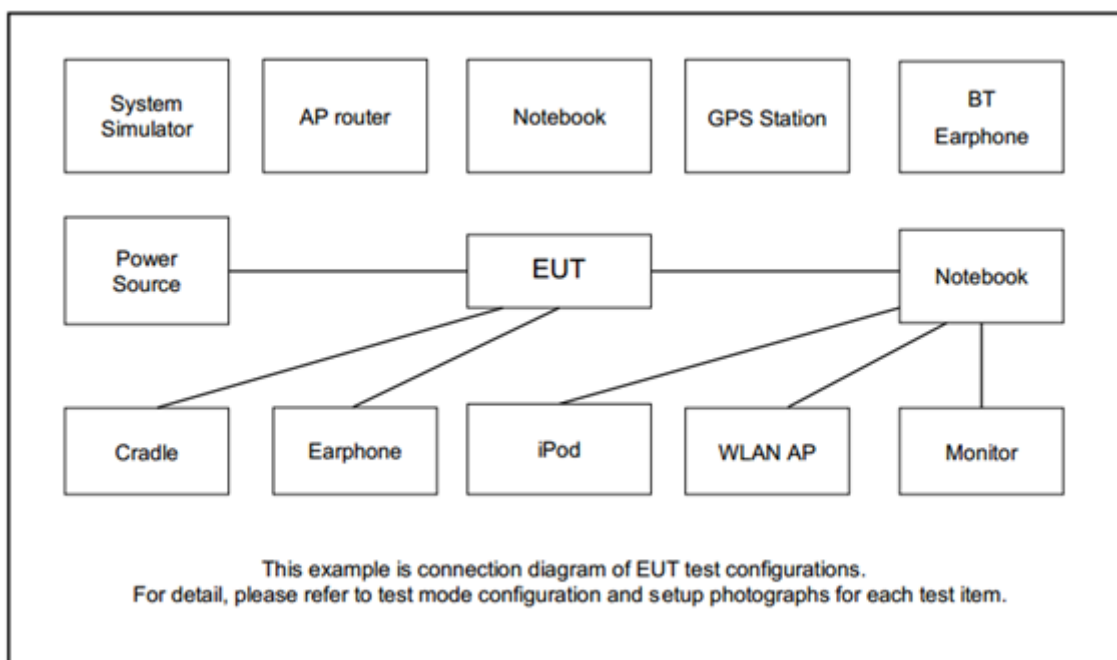 System
Simulator
AP router
Notebook
GPS Station
BT
Earphone
Power
Source
EUT
Notebook
Cradle
Earphone
iPod
WLAN AP
Monitor
This example is connection diagram of EUT test configurations.
For detail, please refer to test mode configuration and setup photographs for each test item.